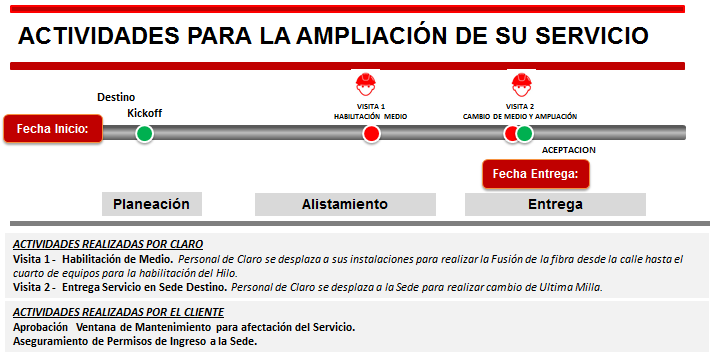 ACTIVIDADES PARA LA AMPLIACIÓN DE SU SERVICIO
Destino
Kickoff
VISITA 1
HABILITACIÓN MEDIO
VISITA 2
CAMBIO DE MEDIO Y AMPLIACIÓN
Fecha Inicio:
ACEPTACION
Fecha Entrega:
Planeación
Alistamiento
Entrega
ACTIVIDADES REALIZADAS POR CLARO
Visita 1 - Habilitación de Medio. Personal de Claro se desplaza a sus instalaciones para realizar la Fusión de la fibra desde la calle hasta el
cuarto de equipos para la habilitación del Hilo.
Visita 2 - Entrega Servicio en Sede Destino. Personal de Claro se desplaza a la Sede para realizar cambio de Ultima Milla.
ACTIVIDADES REALIZADAS POR EL CLIENTE
Aprobación Ventana de Mantenimiento para afectación del Servicio.
Aseguramiento de Permisos de Ingreso a la Sede.